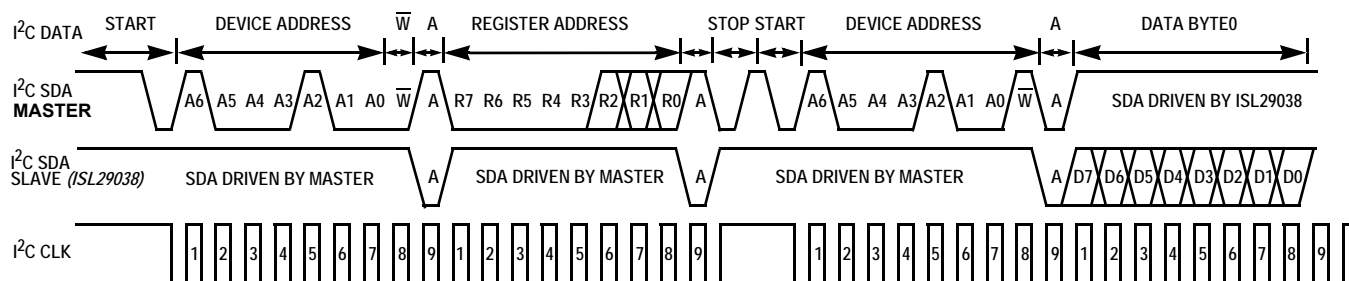 I²C DATA START DEVICE ADDRESS W̅ A REGISTER ADDRESS STOP START DEVICE ADDRESS A DATA BYTE0
I²C SDA MASTER A6 A5 A4 A3 A2 A1 A0 W̅ A R7 R6 R5 R4 R3 R2 R1 R0 A A6 A5 A4 A3 A2 A1 A0 W̅ A SDA DRIVEN BY ISL29038
I²C SDA
SLAVE (ISL29038) SDA DRIVEN BY MASTER A SDA DRIVEN BY MASTER A SDA DRIVEN BY MASTER A D7 D6 D5 D4 D3 D2 D1 D0
I²C CLK 1 2 3 4 5 6 7 8 9 1 2 3 4 5 6 7 8 9 1 2 3 4 5 6 7 8 9 1 2 3 4 5 6 7 8 9